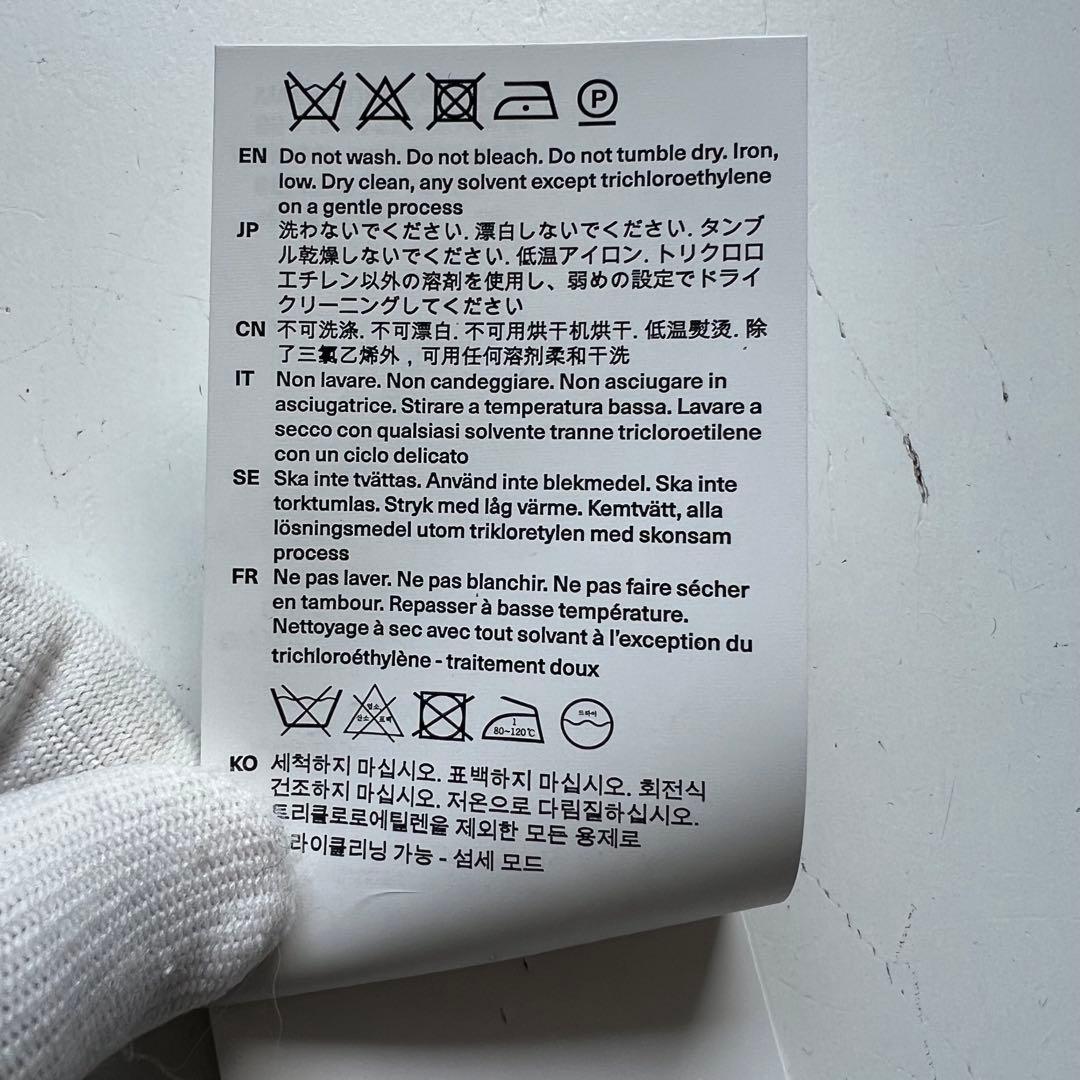 P
EN Do not wash. Do not bleach. Do not tumble dry. Iron,
low. Dry clean, any solvent except trichloroethylene
on a gentle process
JP 洗わないでください. 漂白しないでください. タンブ
ル乾燥しないでください. 低温アイロン. トリクロロ
エチレン以外の溶剤を使用し、弱めの設定でドライ
クリーニングしてください
CN 不可洗涤. 不可漂白. 不可用烘干机烘干. 低温熨烫. 除
了三氯乙烯外，可用任何溶剂柔和干洗
IT Non lavare. Non candeggiare. Non asciugare in
asciugatrice. Stirare a temperatura bassa. Lavare a
secco con qualsiasi solvente tranne tricloroetilene
con un ciclo delicato
SE Ska inte tvättas. Använd inte blekmedel. Ska inte
torktumlas. Stryk med låg värme. Kemtvätt, alla
lösningsmedel utom trikloretylen med skonsam
process
FR Ne pas laver. Ne pas blanchir. Ne pas faire sécher
en tambour. Repasser à basse température.
Nettoyage à sec avec tout solvant à l'exception du
trichloroéthylène - traitement doux
염소,
산소 표백
1
80~120℃
드라이
KO 세척하지 마십시오. 표백하지 마십시오. 회전식
건조하지 마십시오. 저온으로 다림질하십시오.
트리클로로에틸렌을 제외한 모든 용제로
라이클리닝 가능 - 섬세 모드